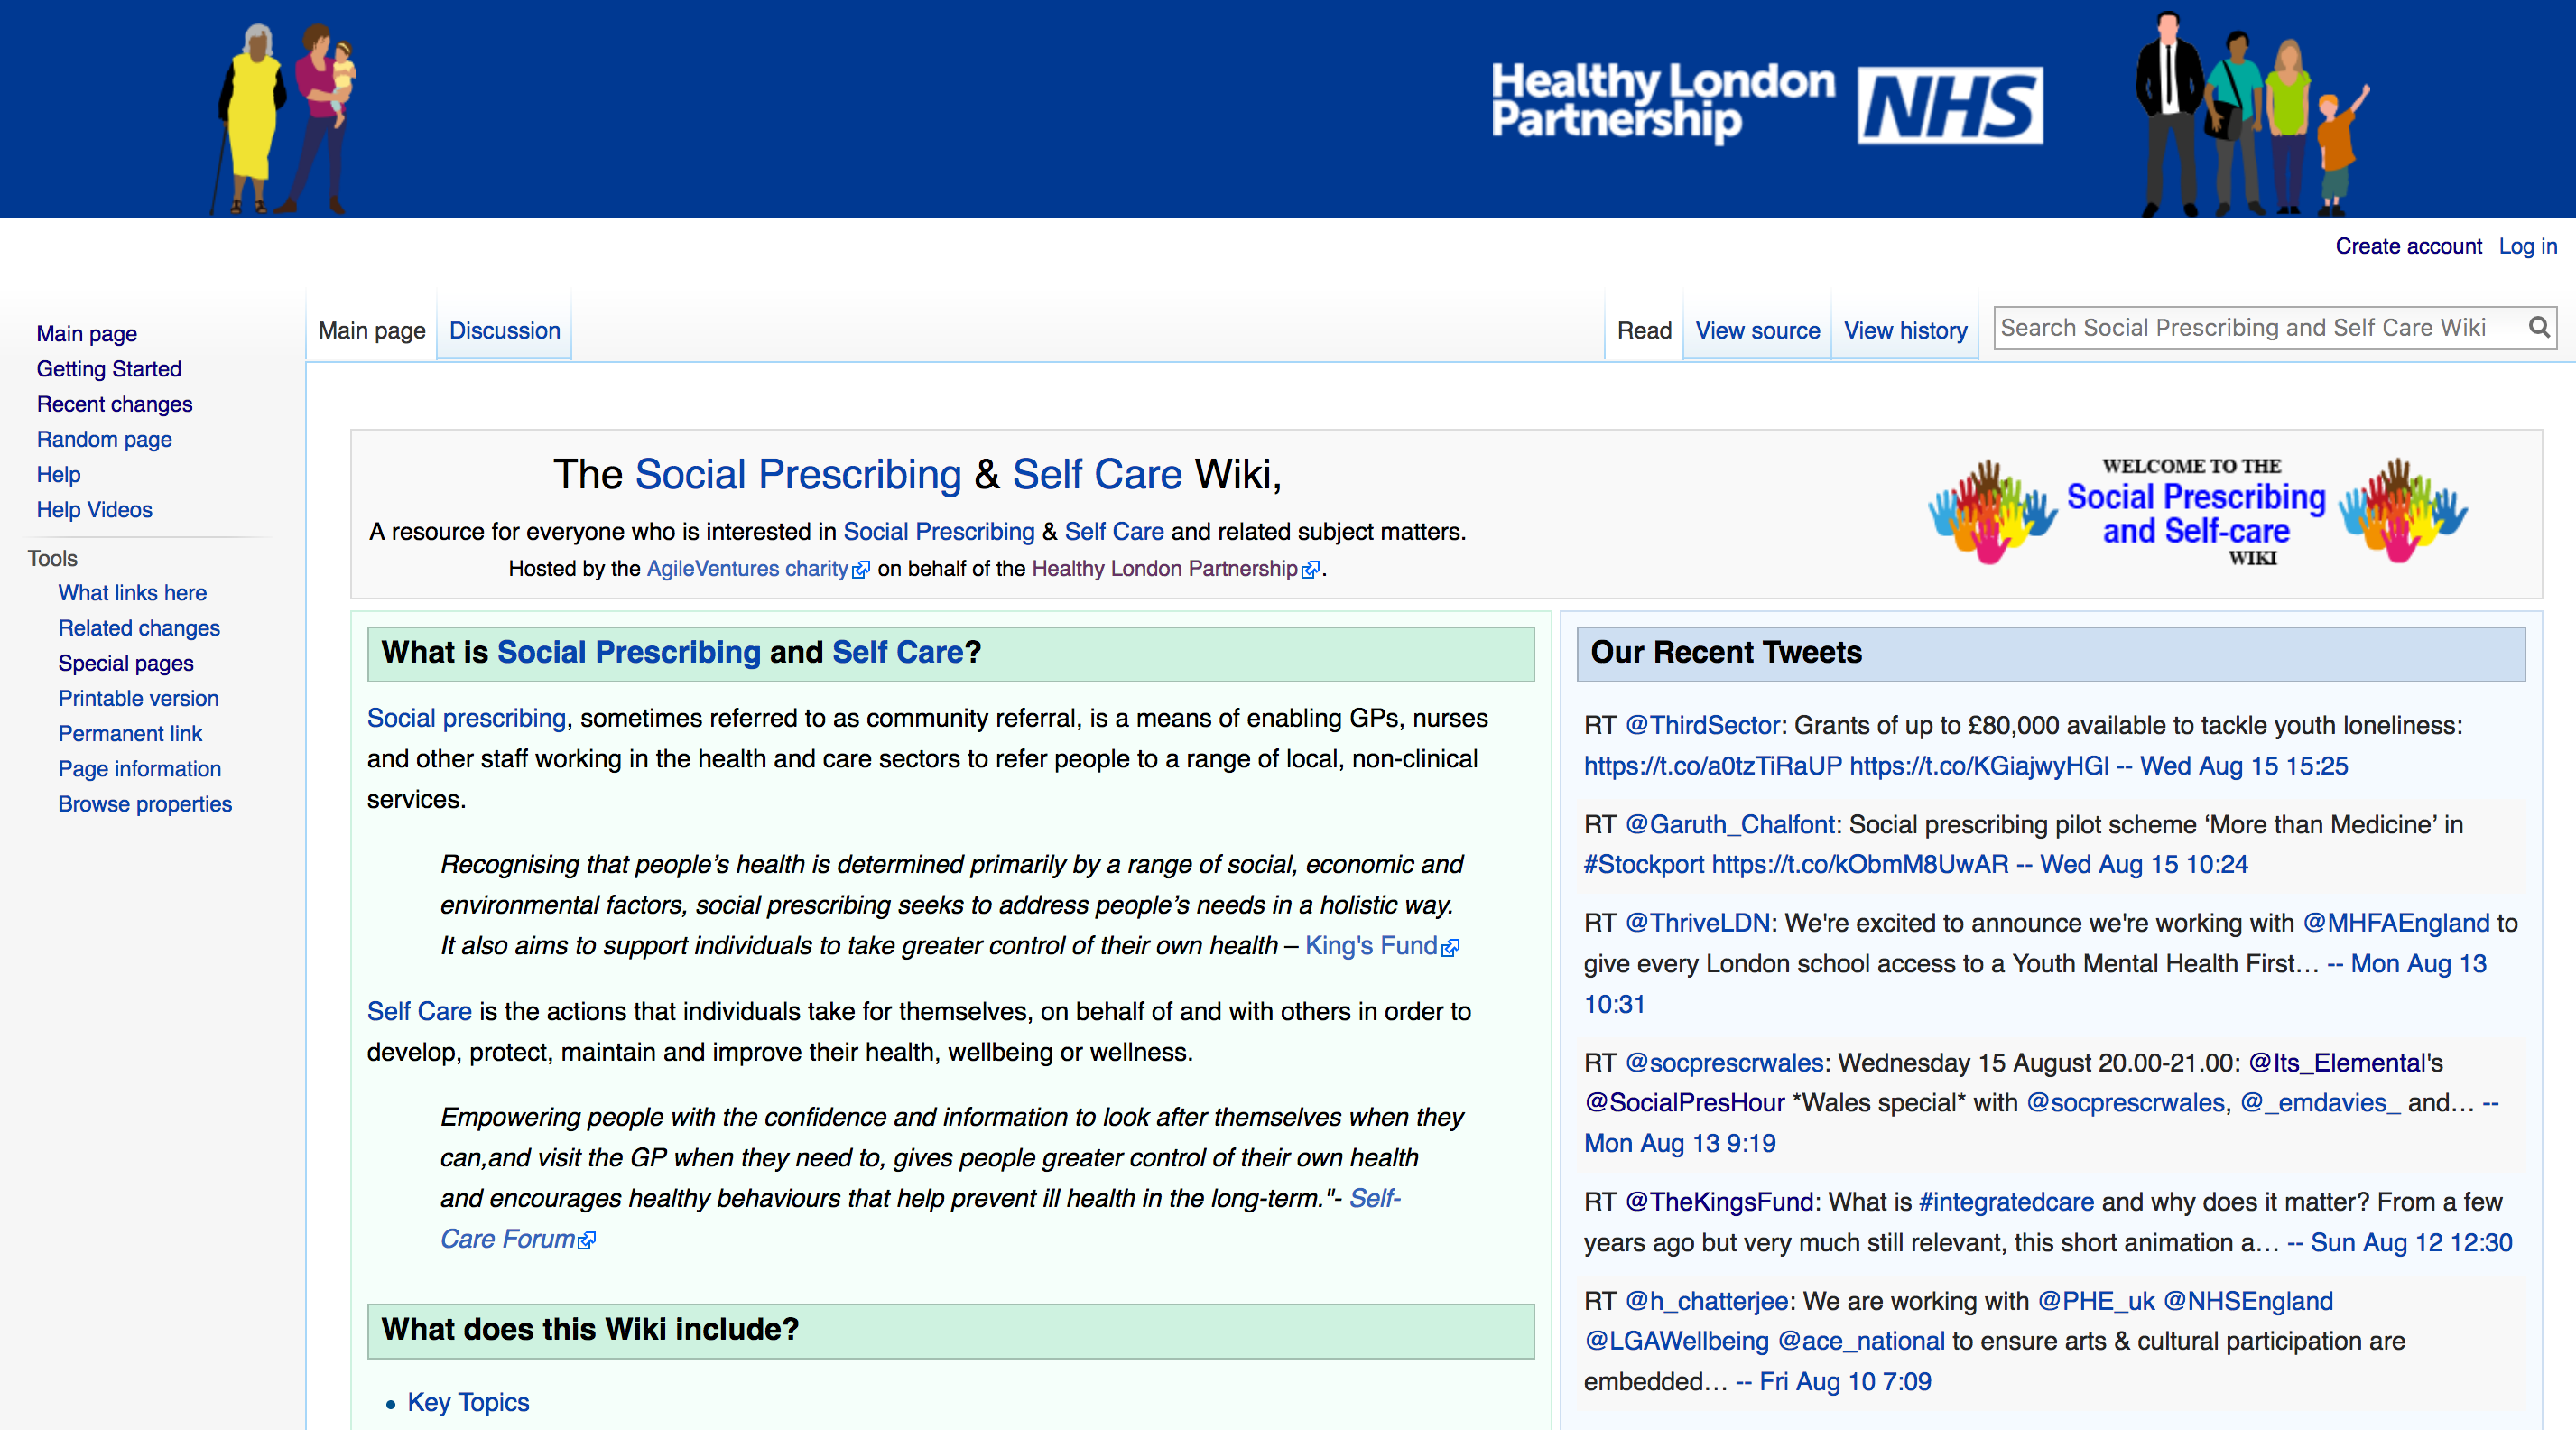 Healthy London
Partnership
NHS
Create account Log in
Main page
Getting Started
Recent changes
Random page
Help
Help Videos
Tools
What links here
Related changes
Special pages
Printable version
Permanent link
Page information
Browse properties
Main page Discussion
Read View source View history Search Social Prescribing and Self Care Wiki
The Social Prescribing & Self Care Wiki,
A resource for everyone who is interested in Social Prescribing & Self Care and related subject matters.
Hosted by the AgileVentures charity on behalf of the Healthy London Partnership.
WELCOME TO THE
Social Prescribing
and Self-care
WIKI
What is Social Prescribing and Self Care?
Social prescribing, sometimes referred to as community referral, is a means of enabling GPs, nurses
and other staff working in the health and care sectors to refer people to a range of local, non-clinical
services.
Recognising that people’s health is determined primarily by a range of social, economic and
environmental factors, social prescribing seeks to address people’s needs in a holistic way.
It also aims to support individuals to take greater control of their own health – King's Fund
Self Care is the actions that individuals take for themselves, on behalf of and with others in order to
develop, protect, maintain and improve their health, wellbeing or wellness.
Empowering people with the confidence and information to look after themselves when they
can,and visit the GP when they need to, gives people greater control of their own health
and encourages healthy behaviours that help prevent ill health in the long-term."- Self-
Care Forum
What does this Wiki include?
• Key Topics
Our Recent Tweets
RT @ThirdSector: Grants of up to £80,000 available to tackle youth loneliness:
https://t.co/a0tzTiRaUP https://t.co/KGiajwyHGl -- Wed Aug 15 15:25
RT @Garuth_Chalfont: Social prescribing pilot scheme ‘More than Medicine’ in
#Stockport https://t.co/kObmM8UwAR -- Wed Aug 15 10:24
RT @ThriveLDN: We're excited to announce we're working with @MHFAEngland to
give every London school access to a Youth Mental Health First… -- Mon Aug 13
10:31
RT @socprescrwales: Wednesday 15 August 20.00-21.00: @Its_Elemental's
@SocialPresHour *Wales special* with @socprescrwales, @_emdavies_ and… --
Mon Aug 13 9:19
RT @TheKingsFund: What is #integratedcare and why does it matter? From a few
years ago but very much still relevant, this short animation a… -- Sun Aug 12 12:30
RT @h_chatterjee: We are working with @PHE_uk @NHSEngland
@LGAWellbeing @ace_national to ensure arts & cultural participation are
embedded… -- Fri Aug 10 7:09